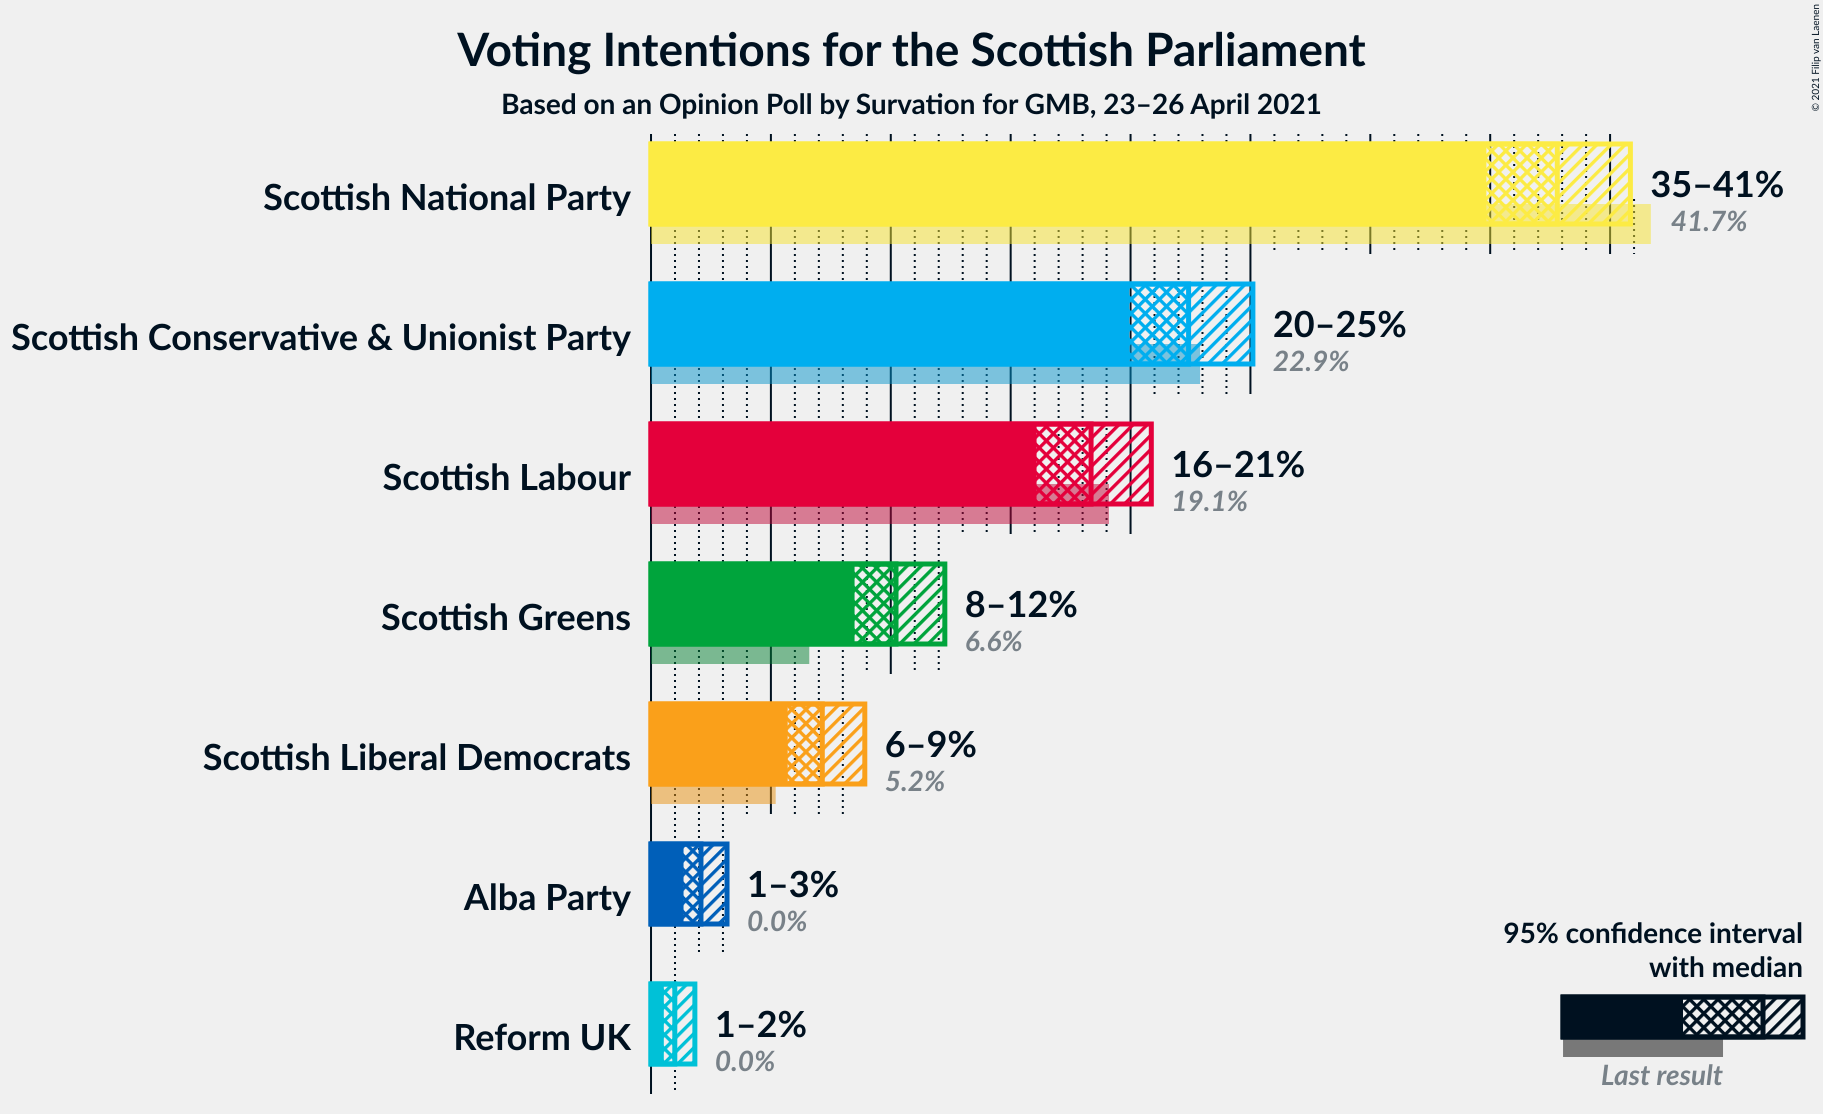 Voting Intentions for the Scottish Parliament
Based on an Opinion Poll by Survation for GMB, 23–26 April 2021
© 2021 Filip van Laenen
Scottish National Party
35–41%
41.7%
Scottish Conservative & Unionist Party
20–25%
22.9%
Scottish Labour
16–21%
19.1%
Scottish Greens
8–12%
6.6%
Scottish Liberal Democrats
6–9%
5.2%
Alba Party
1–3%
0.0%
Reform UK
1–2%
0.0%
95% confidence interval
with median
Last result